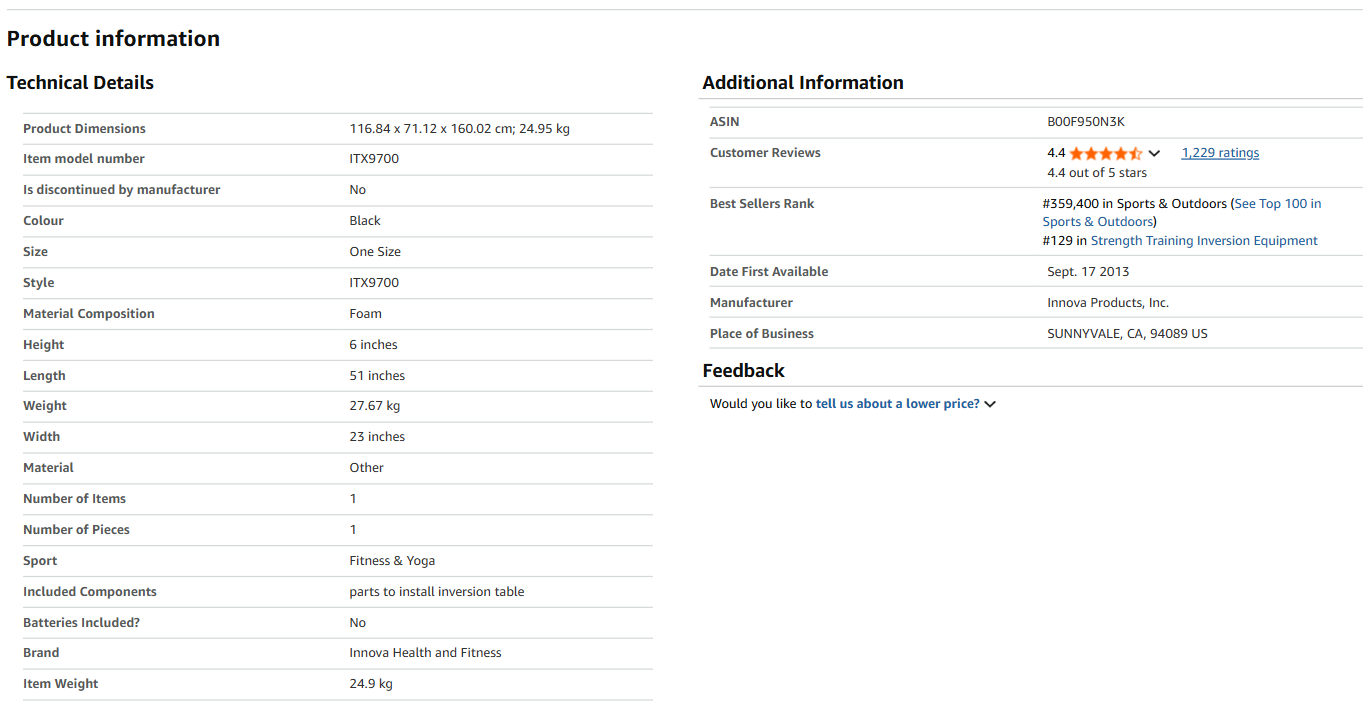 Product information
Technical Details
Product Dimensions 116.84 x 71.12 x 160.02 cm; 24.95 kg
Item model number ITX9700
Is discontinued by manufacturer No
Colour Black
Size One Size
Style ITX9700
Material Composition Foam
Height 6 inches
Length 51 inches
Weight 27.67 kg
Width 23 inches
Material Other
Number of Items 1
Number of Pieces 1
Sport Fitness & Yoga
Included Components parts to install inversion table
Batteries Included? No
Brand Innova Health and Fitness
Item Weight 24.9 kg
Additional Information
ASIN B00F950N3K
Customer Reviews 4.4 1,229 ratings
4.4 out of 5 stars
Best Sellers Rank #359,400 in Sports & Outdoors (See Top 100 in
Sports & Outdoors)
#129 in Strength Training Inversion Equipment
Date First Available Sept. 17 2013
Manufacturer Innova Products, Inc.
Place of Business SUNNYVALE, CA, 94089 US
Feedback
Would you like to tell us about a lower price?